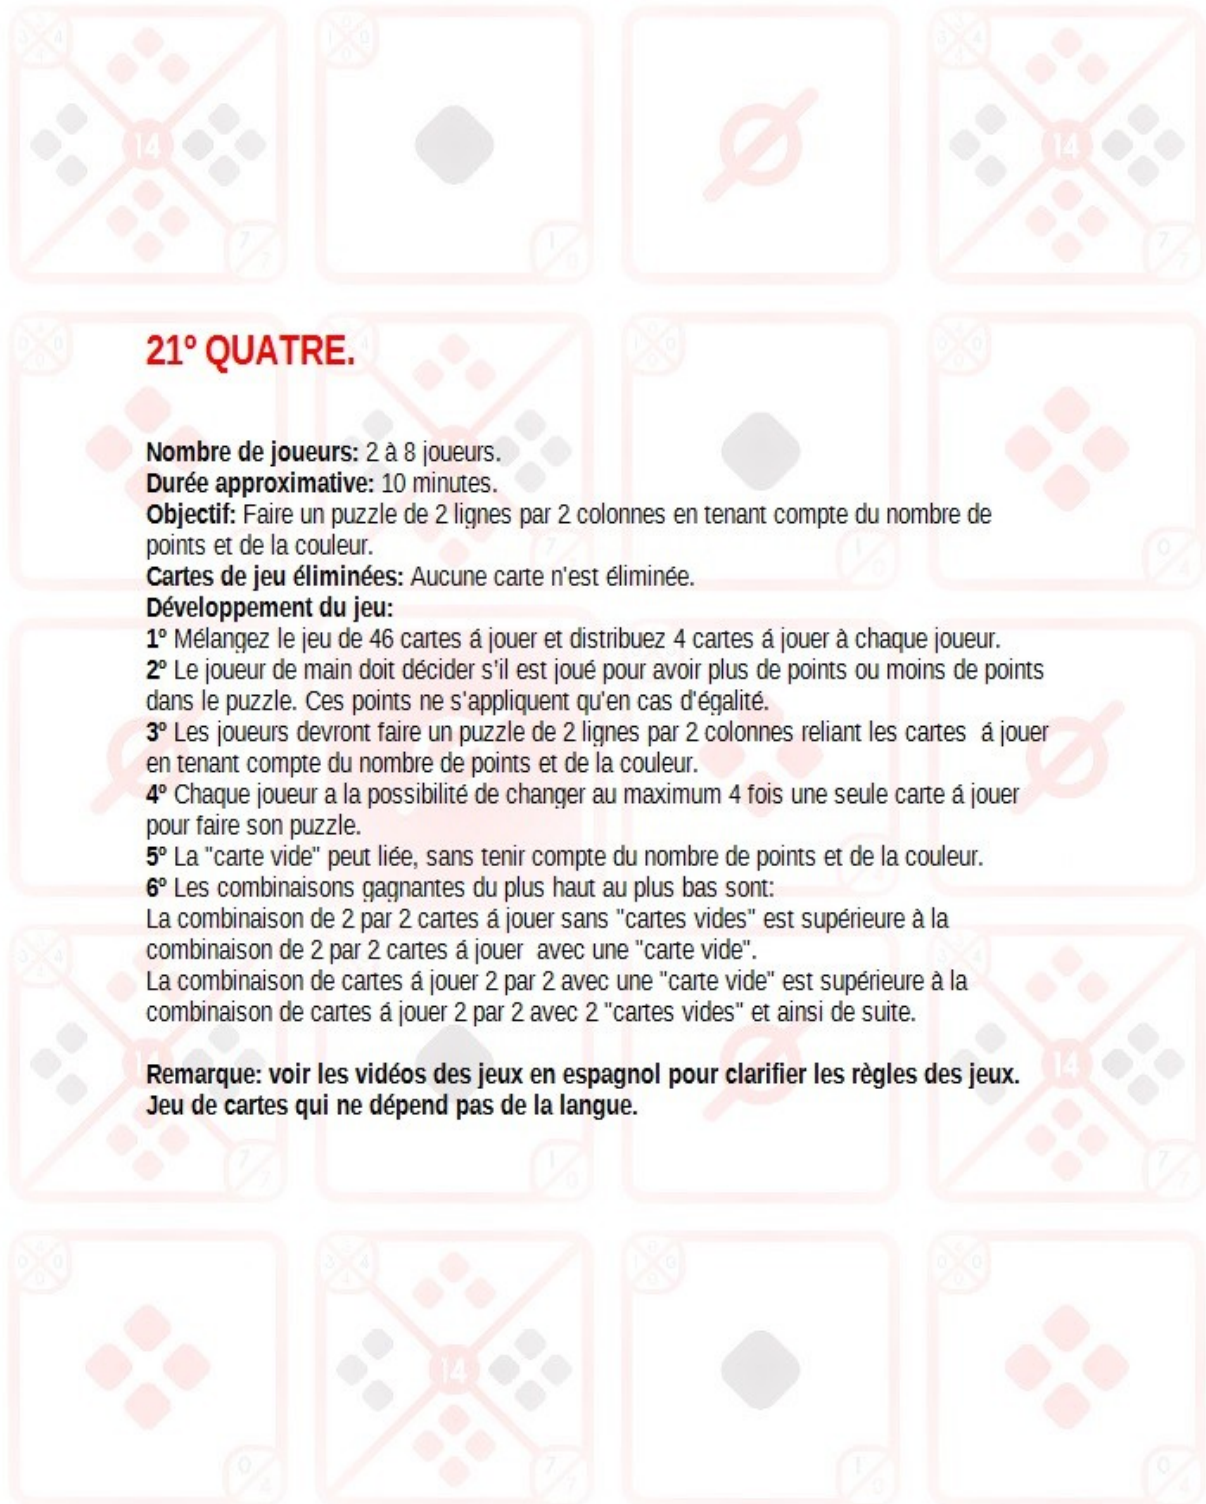 21º QUATRE.
Nombre de joueurs: 2 à 8 joueurs.
Durée approximative: 10 minutes.
Objectif: Faire un puzzle de 2 lignes par 2 colonnes en tenant compte du nombre de
points et de la couleur.
Cartes de jeu éliminées: Aucune carte n'est éliminée.
Développement du jeu:
1º Mélangez le jeu de 46 cartes á jouer et distribuez 4 cartes á jouer à chaque joueur.
2º Le joueur de main doit décider s'il est joué pour avoir plus de points ou moins de points
dans le puzzle. Ces points ne s'appliquent qu'en cas d'égalité.
3º Les joueurs devront faire un puzzle de 2 lignes par 2 colonnes reliant les cartes  á jouer
en tenant compte du nombre de points et de la couleur.
4º Chaque joueur a la possibilité de changer au maximum 4 fois une seule carte á jouer
pour faire son puzzle.
5º La "carte vide" peut liée, sans tenir compte du nombre de points et de la couleur.
6º Les combinaisons gagnantes du plus haut au plus bas sont:
La combinaison de 2 par 2 cartes á jouer sans "cartes vides" est supérieure à la
combinaison de 2 par 2 cartes á jouer  avec une "carte vide".
La combinaison de cartes á jouer 2 par 2 avec une "carte vide" est supérieure à la
combinaison de cartes á jouer 2 par 2 avec 2 "cartes vides" et ainsi de suite.
Remarque: voir les vidéos des jeux en espagnol pour clarifier les règles des jeux.
Jeu de cartes qui ne dépend pas de la langue.